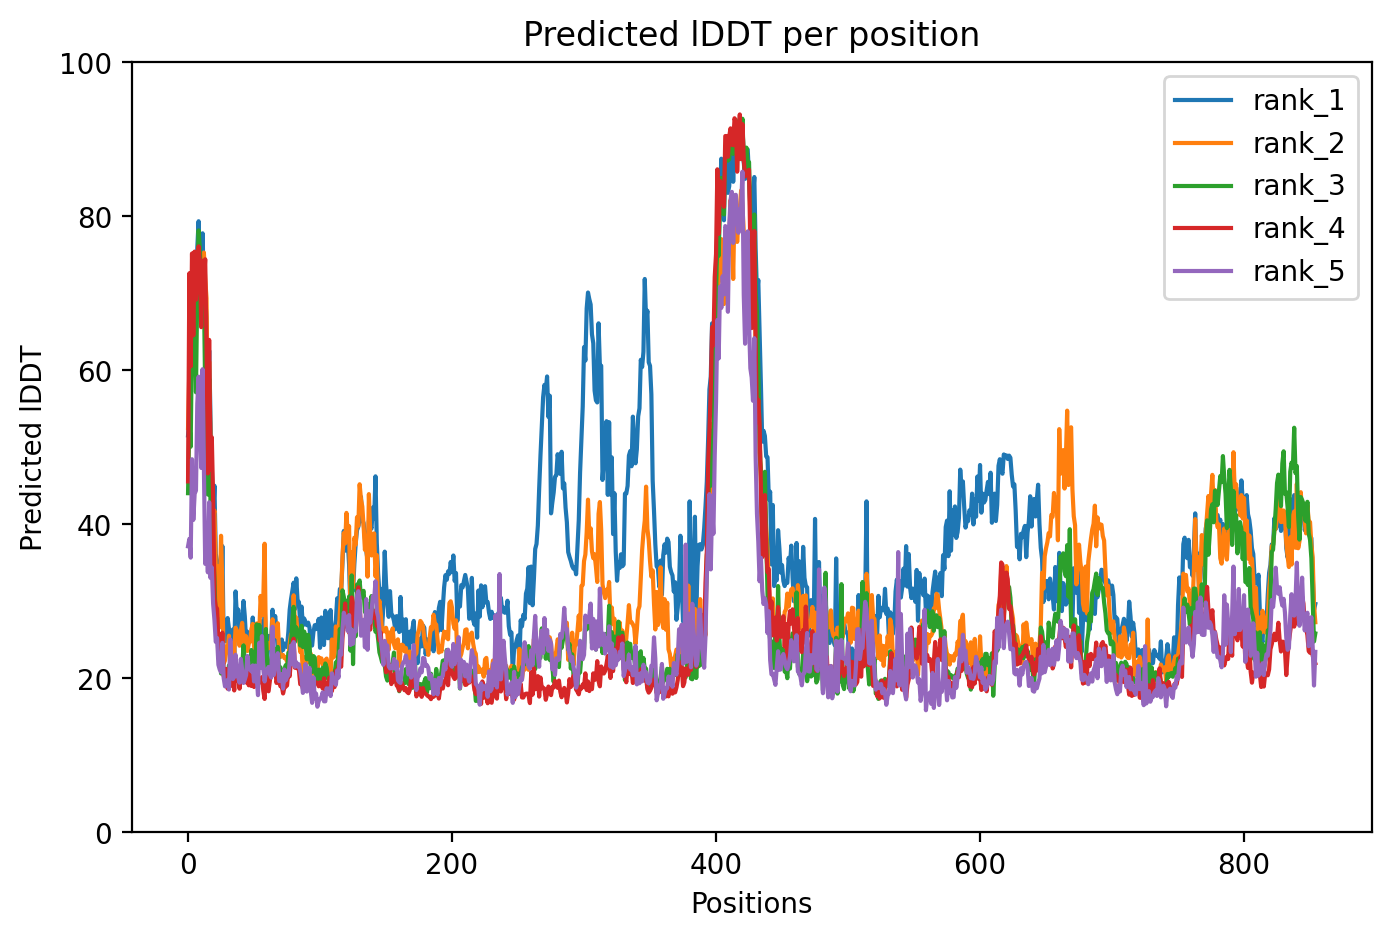 Predicted lDDT per position
100
80
60
40
20
0
Predicted lDDT
0 200 400 600 800
Positions
rank_1
rank_2
rank_3
rank_4
rank_5